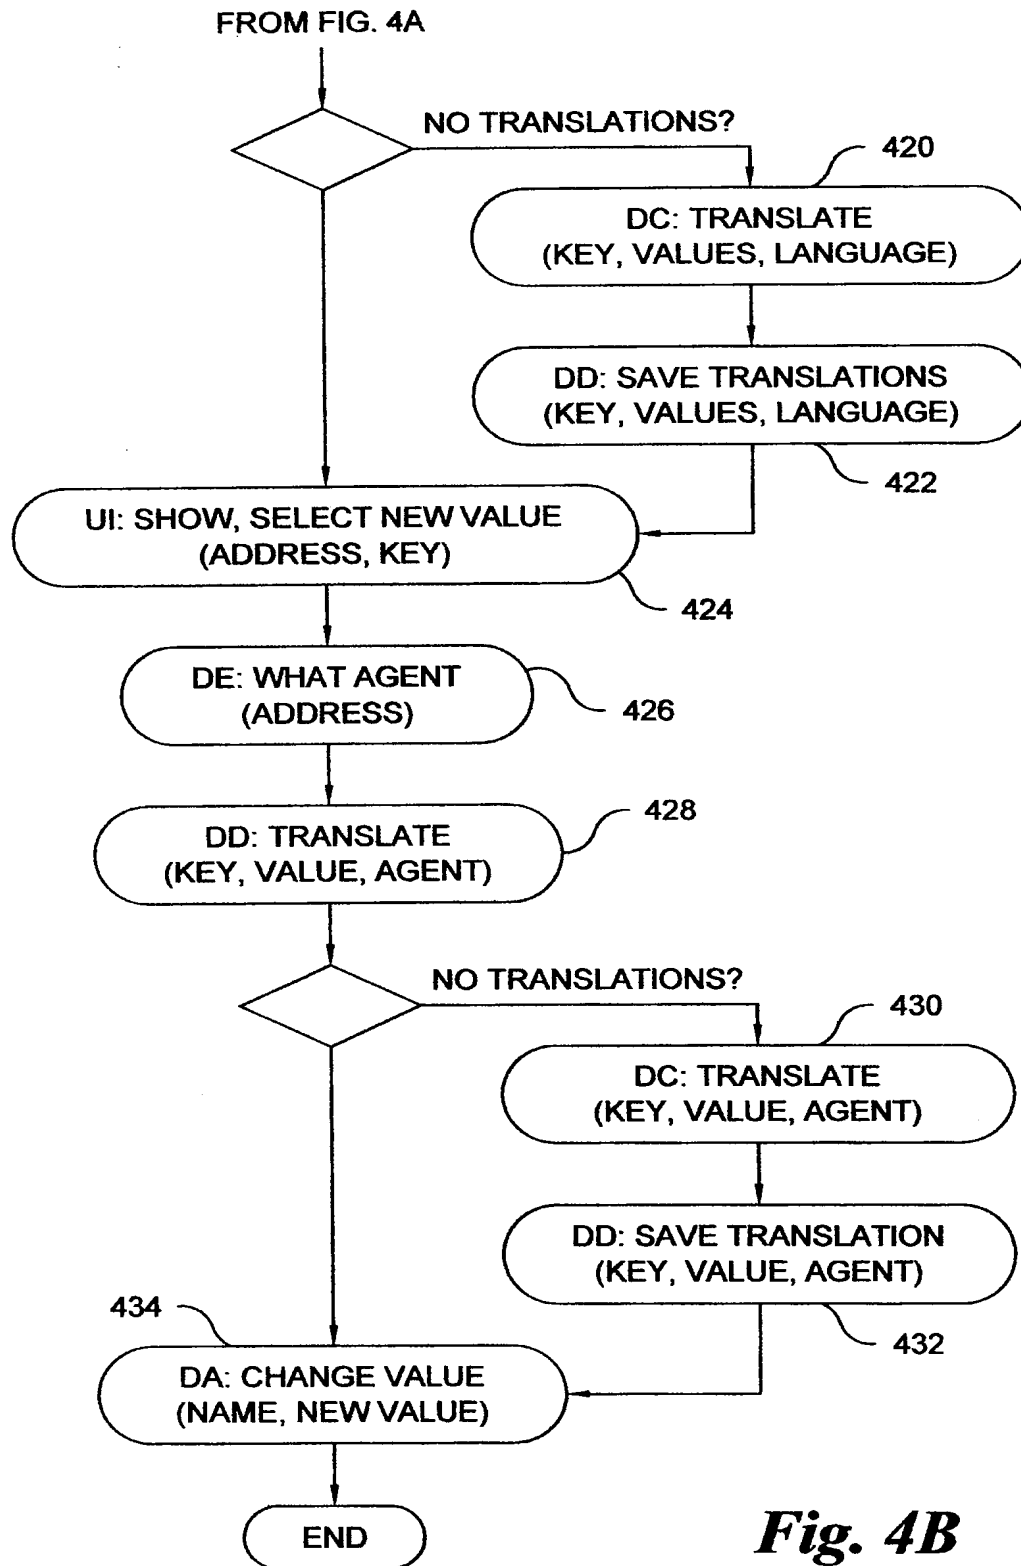 FROM FIG. 4A
NO TRANSLATIONS?
420
DC: TRANSLATE
(KEY, VALUES, LANGUAGE)
DD: SAVE TRANSLATIONS
(KEY, VALUES, LANGUAGE)
422
UI: SHOW, SELECT NEW VALUE
(ADDRESS, KEY)
424
DE: WHAT AGENT
(ADDRESS)
426
428
DD: TRANSLATE
(KEY, VALUE, AGENT)
NO TRANSLATIONS?
430
DC: TRANSLATE
(KEY, VALUE, AGENT)
DD: SAVE TRANSLATION
(KEY, VALUE, AGENT)
432
434
DA: CHANGE VALUE
(NAME, NEW VALUE)
END
Fig. 4B